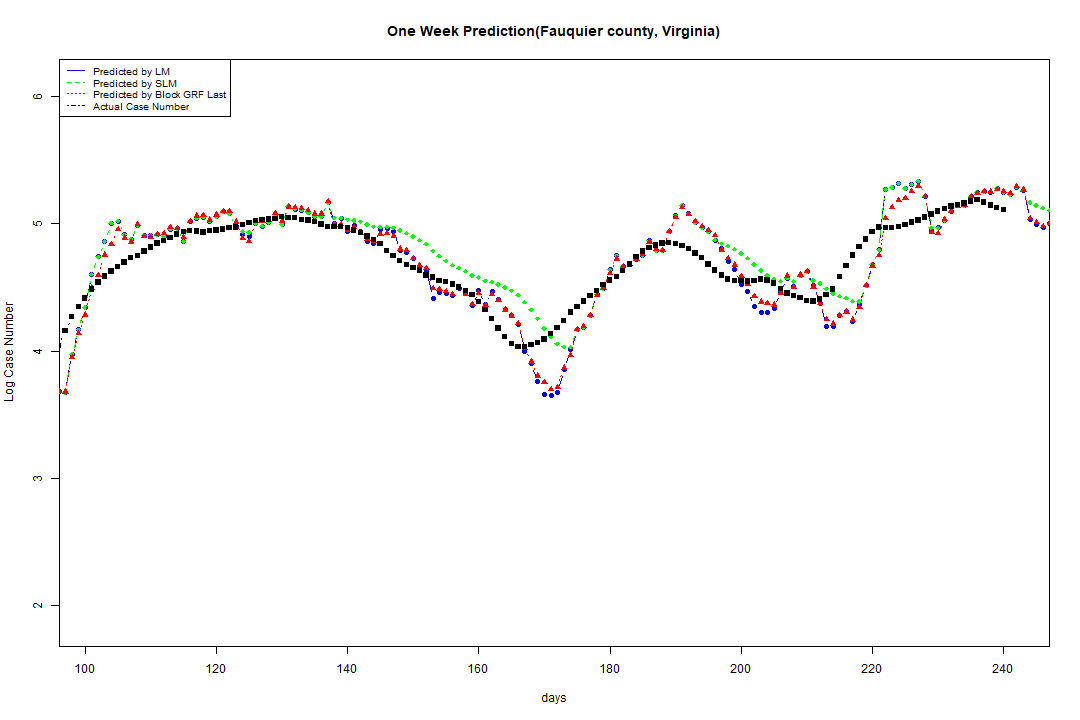 One Week Prediction(Fauquier county, Virginia)
Predicted by LM
Predicted by SLM
Predicted by Block GRF Last
Actual Case Number
6
5
4
3
2
Log Case Number
100 120 140 160 180 200 220 240
days